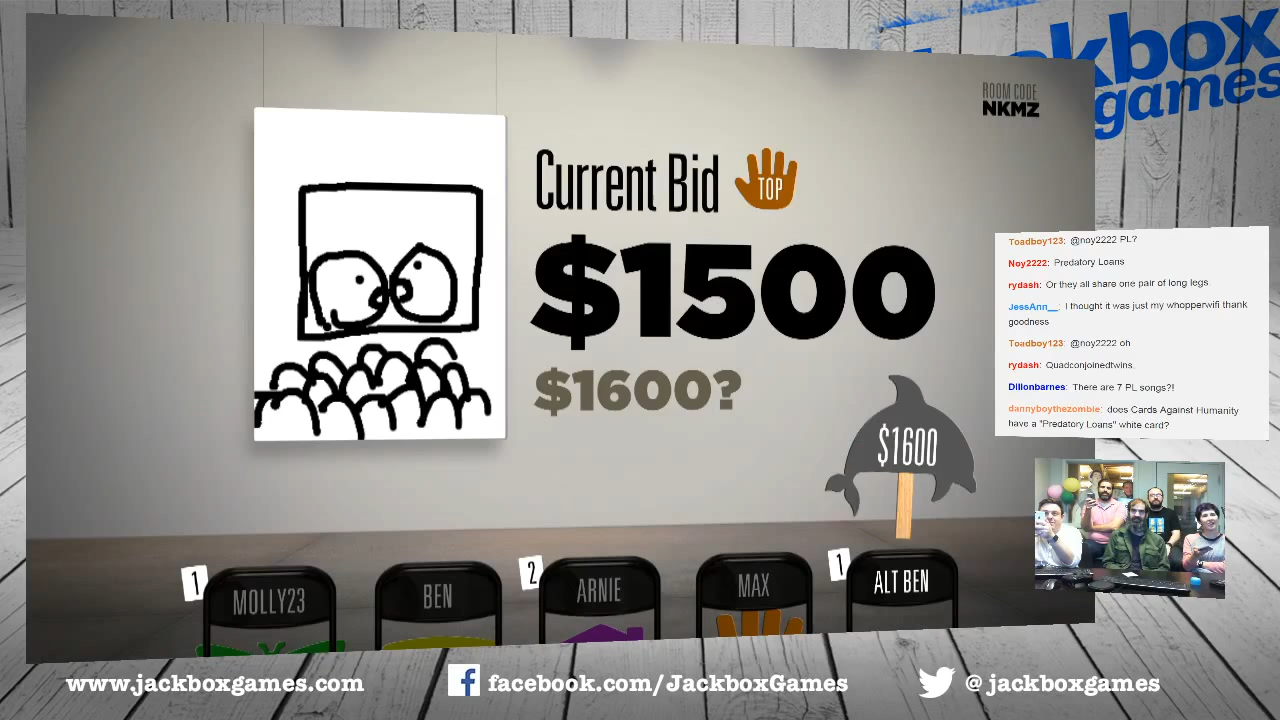 jackbox
games
ROOM CODE
NKMZ
Current Bid
TOP
$1500
$1600?
$1600
Toadboy123: @noy2222 PL?
Noy2222: Predatory Loans
rydash: Or they all share one pair of long legs.
JessAnn__: I thought it was just my whopperwifi thank
goodness
Toadboy123: @noy2222 oh
rydash: Quadconjoinedtwins.
Dillonbarnes: There are 7 PL songs?!
dannyboythezombie: does Cards Against Humanity
have a "Predatory Loans" white card?
1
MOLLY23
BEN
2
ARNIE
MAX
1
ALT BEN
www.jackboxgames.com
f facebook.com/JackboxGames
@jackboxgames